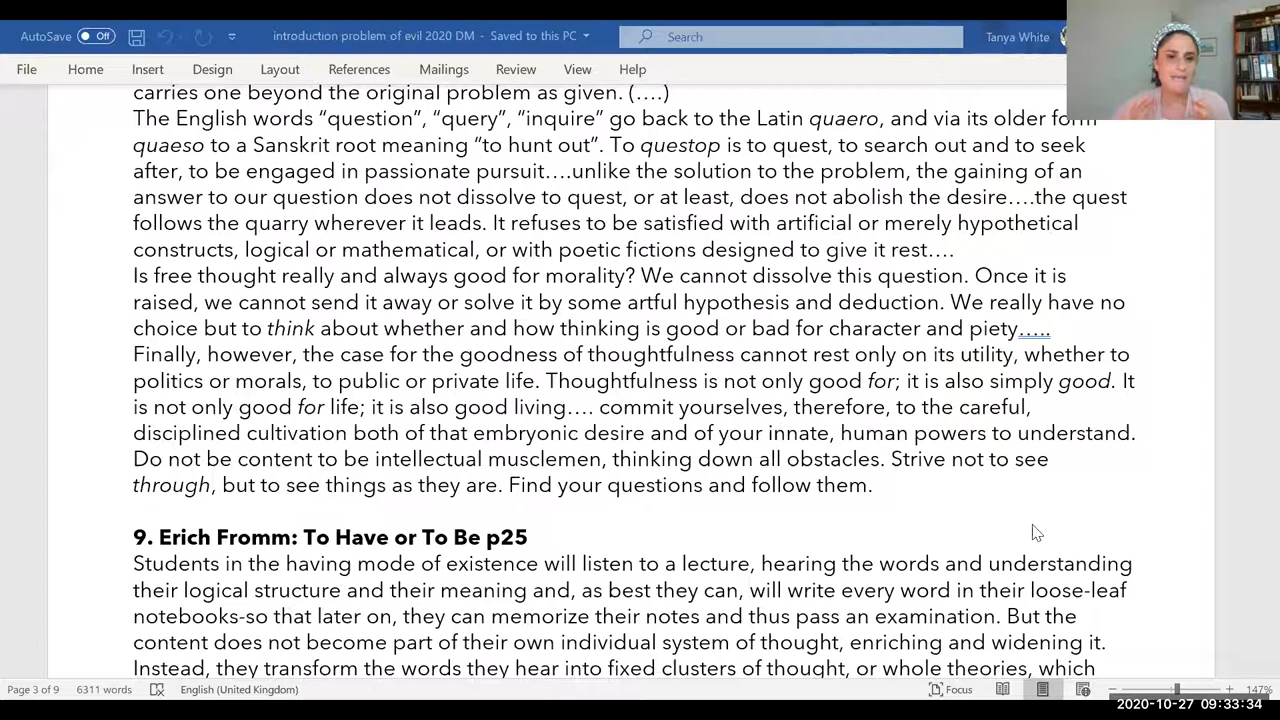 AutoSave Off introduction problem of evil 2020 DM - Saved to this PC Search Tanya White
File Home Insert Design Layout References Mailings Review View Help
carries one beyond the original problem as given. (….)
The English words “question”, “query”, “inquire” go back to the Latin quaero, and via its older form
quaeso to a Sanskrit root meaning “to hunt out”. To questop is to quest, to search out and to seek
after, to be engaged in passionate pursuit….unlike the solution to the problem, the gaining of an
answer to our question does not dissolve to quest, or at least, does not abolish the desire….the quest
follows the quarry wherever it leads. It refuses to be satisfied with artificial or merely hypothetical
constructs, logical or mathematical, or with poetic fictions designed to give it rest….
Is free thought really and always good for morality? We cannot dissolve this question. Once it is
raised, we cannot send it away or solve it by some artful hypothesis and deduction. We really have no
choice but to think about whether and how thinking is good or bad for character and piety…..
Finally, however, the case for the goodness of thoughtfulness cannot rest only on its utility, whether to
politics or morals, to public or private life. Thoughtfulness is not only good for; it is also simply good. It
is not only good for life; it is also good living…. commit yourselves, therefore, to the careful,
disciplined cultivation both of that embryonic desire and of your innate, human powers to understand.
Do not be content to be intellectual musclemen, thinking down all obstacles. Strive not to see
through, but to see things as they are. Find your questions and follow them.
9. Erich Fromm: To Have or To Be p25
Students in the having mode of existence will listen to a lecture, hearing the words and understanding
their logical structure and their meaning and, as best they can, will write every word in their loose-leaf
notebooks-so that later on, they can memorize their notes and thus pass an examination. But the
content does not become part of their own individual system of thought, enriching and widening it.
Instead, they transform the words they hear into fixed clusters of thought, or whole theories, which
Page 3 of 9 6311 words English (United Kingdom) Focus 147%
2020-10-27 09:33:34